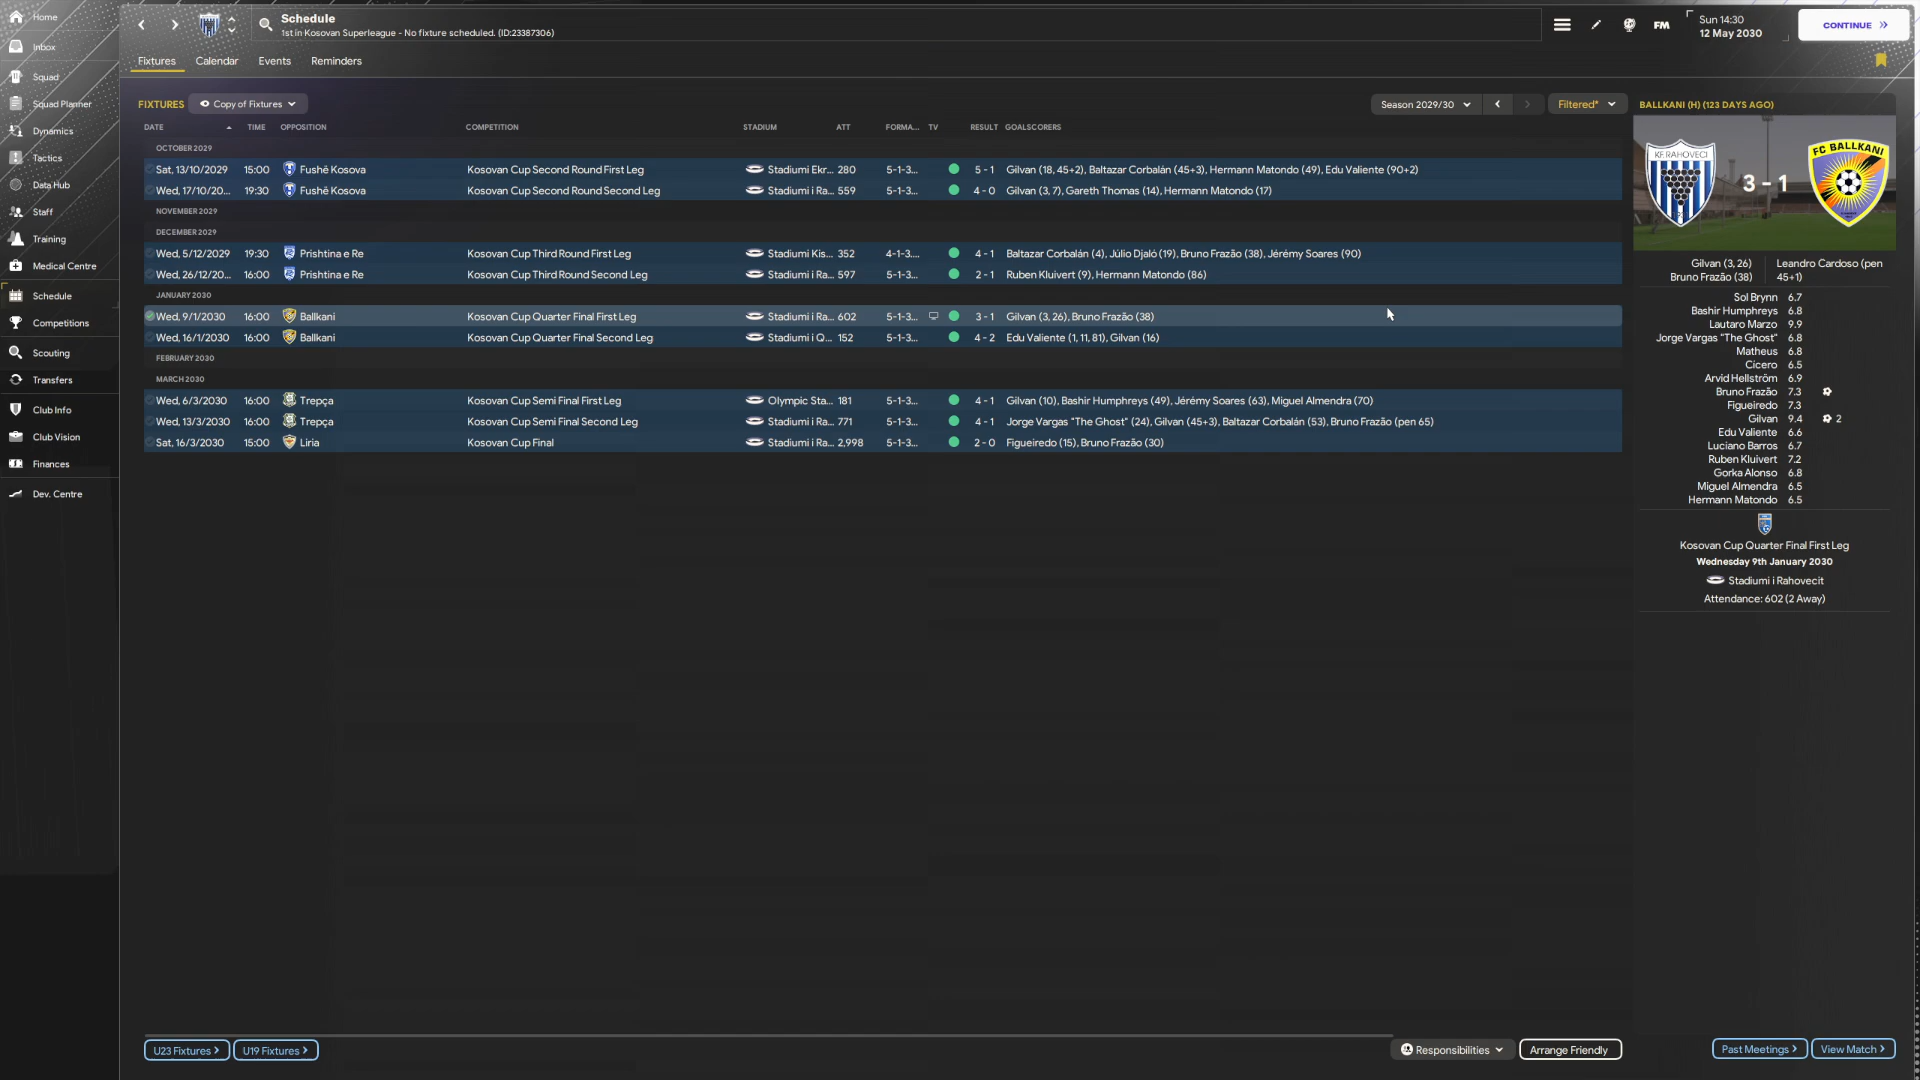 Home
Inbox
Squad
Squad Planner
Dynamics
Tactics
Data Hub
Staff
Training
Medical Centre
Schedule
Competitions
Scouting
Transfers
Club Info
Club Vision
Finances
Dev. Centre
Schedule
1st in Kosovan Superleague - No fixture scheduled. (ID:23387306)
FM
Sun 14:30
12 May 2030
CONTINUE
Fixtures Calendar Events Reminders
FIXTURES Copy of Fixtures Season 2029/30 Filtered*
DATE TIME OPPOSITION COMPETITION STADIUM ATT FORMA... TV RESULT GOALSCORERS
OCTOBER 2029
Sat, 13/10/2029 15:00 Fushë Kosova Kosovan Cup Second Round First Leg Stadiumi Ekr... 280 5-1-3... 5 - 1 Gilvan (18, 45+2), Baltazar Corbalán (45+3), Hermann Matondo (49), Edu Valiente (90+2)
Wed, 17/10/20... 19:30 Fushë Kosova Kosovan Cup Second Round Second Leg Stadiumi i Ra... 559 5-1-3... 4 - 0 Gilvan (3, 7), Gareth Thomas (14), Hermann Matondo (17)
NOVEMBER 2029
DECEMBER 2029
Wed, 5/12/2029 19:30 Prishtina e Re Kosovan Cup Third Round First Leg Stadiumi Kis... 352 4-1-3.... 4 - 1 Baltazar Corbalán (4), Júlio Djaló (19), Bruno Frazão (38), Jérémy Soares (90)
Wed, 26/12/20... 16:00 Prishtina e Re Kosovan Cup Third Round Second Leg Stadiumi i Ra... 597 5-1-3... 2 - 1 Ruben Kluivert (9), Hermann Matondo (86)
JANUARY 2030
Wed, 9/1/2030 16:00 Ballkani Kosovan Cup Quarter Final First Leg Stadiumi i Ra... 602 5-1-3... 3 - 1 Gilvan (3, 26), Bruno Frazão (38)
Wed, 16/1/2030 16:00 Ballkani Kosovan Cup Quarter Final Second Leg Stadiumi i Q... 152 5-1-3... 4 - 2 Edu Valiente (1, 11, 81), Gilvan (16)
FEBRUARY 2030
MARCH 2030
Wed, 6/3/2030 16:00 Trepça Kosovan Cup Semi Final First Leg Olympic Sta... 181 5-1-3... 4 - 1 Gilvan (10), Bashir Humphreys (49), Jérémy Soares (63), Miguel Almendra (70)
Wed, 13/3/2030 16:00 Trepça Kosovan Cup Semi Final Second Leg Stadiumi i Ra... 771 5-1-3... 4 - 1 Jorge Vargas "The Ghost" (24), Gilvan (45+3), Baltazar Corbalán (53), Bruno Frazão (pen 65)
Sat, 16/3/2030 15:00 Liria Kosovan Cup Final Stadiumi i Ra... 2,998 5-1-3... 2 - 0 Figueiredo (15), Bruno Frazão (30)
BALLKANI (H) (123 DAYS AGO)
KF.RAHOVECI
3 - 1
FC BALLKANI
Gilvan (3, 26)
Bruno Frazão (38)
Leandro Cardoso (pen
45+1)
Sol Brynn 6.7
Bashir Humphreys 6.8
Lautaro Marzo 9.9
Jorge Vargas "The Ghost" 6.8
Matheus 6.8
Cícero 6.5
Arvid Hellström 6.9
Bruno Frazão 7.3
Figueiredo 7.3
Gilvan 9.4 2
Edu Valiente 6.6
Luciano Barros 6.7
Ruben Kluivert 7.2
Gorka Alonso 6.8
Miguel Almendra 6.5
Hermann Matondo 6.5
Kosovan Cup Quarter Final First Leg
Wednesday 9th January 2030
Stadiumi i Rahovecit
Attendance: 602 (2 Away)
U23 Fixtures > U19 Fixtures > Responsibilities Arrange Friendly Past Meetings > View Match >